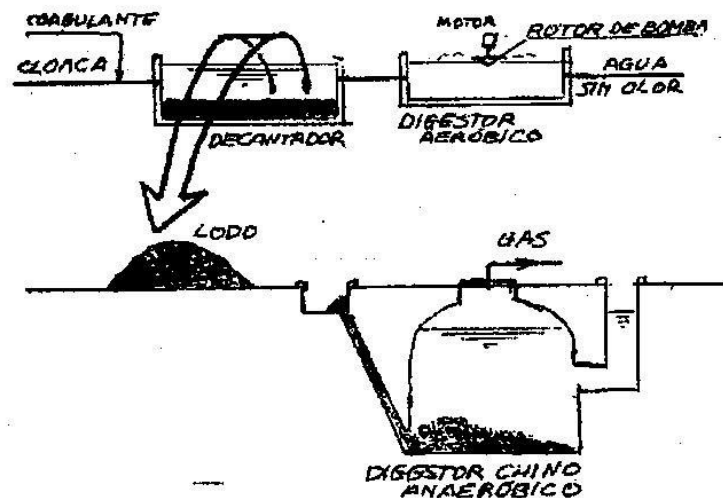 COAGULANTE
MOTOR
ROTOR DE BOMBA
CLOACA
AGUA
SIN OLOR
DECANTADOR
DIGESTOR
AERÓBICO
LODO
GAS
DIGESTOR CHINO
ANAERÓBICO